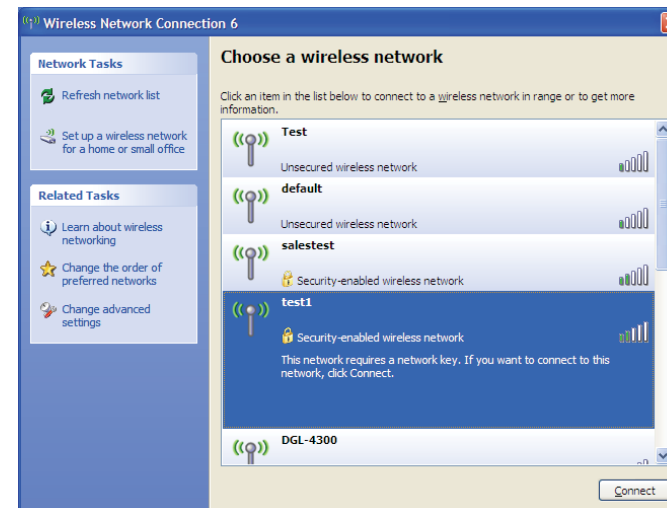 Wireless Network Connection 6
Network Tasks
Refresh network list
Set up a wireless network
for a home or small office
Related Tasks
Learn about wireless
networking
Change the order of
preferred networks
Change advanced
settings
Choose a wireless network
Click an item in the list below to connect to a wireless network in range or to get more
information.
Test
Unsecured wireless network
default
Unsecured wireless network
salestest
Security-enabled wireless network
test1
Security-enabled wireless network
This network requires a network key. If you want to connect to this
network, click Connect.
DGL-4300
Connect